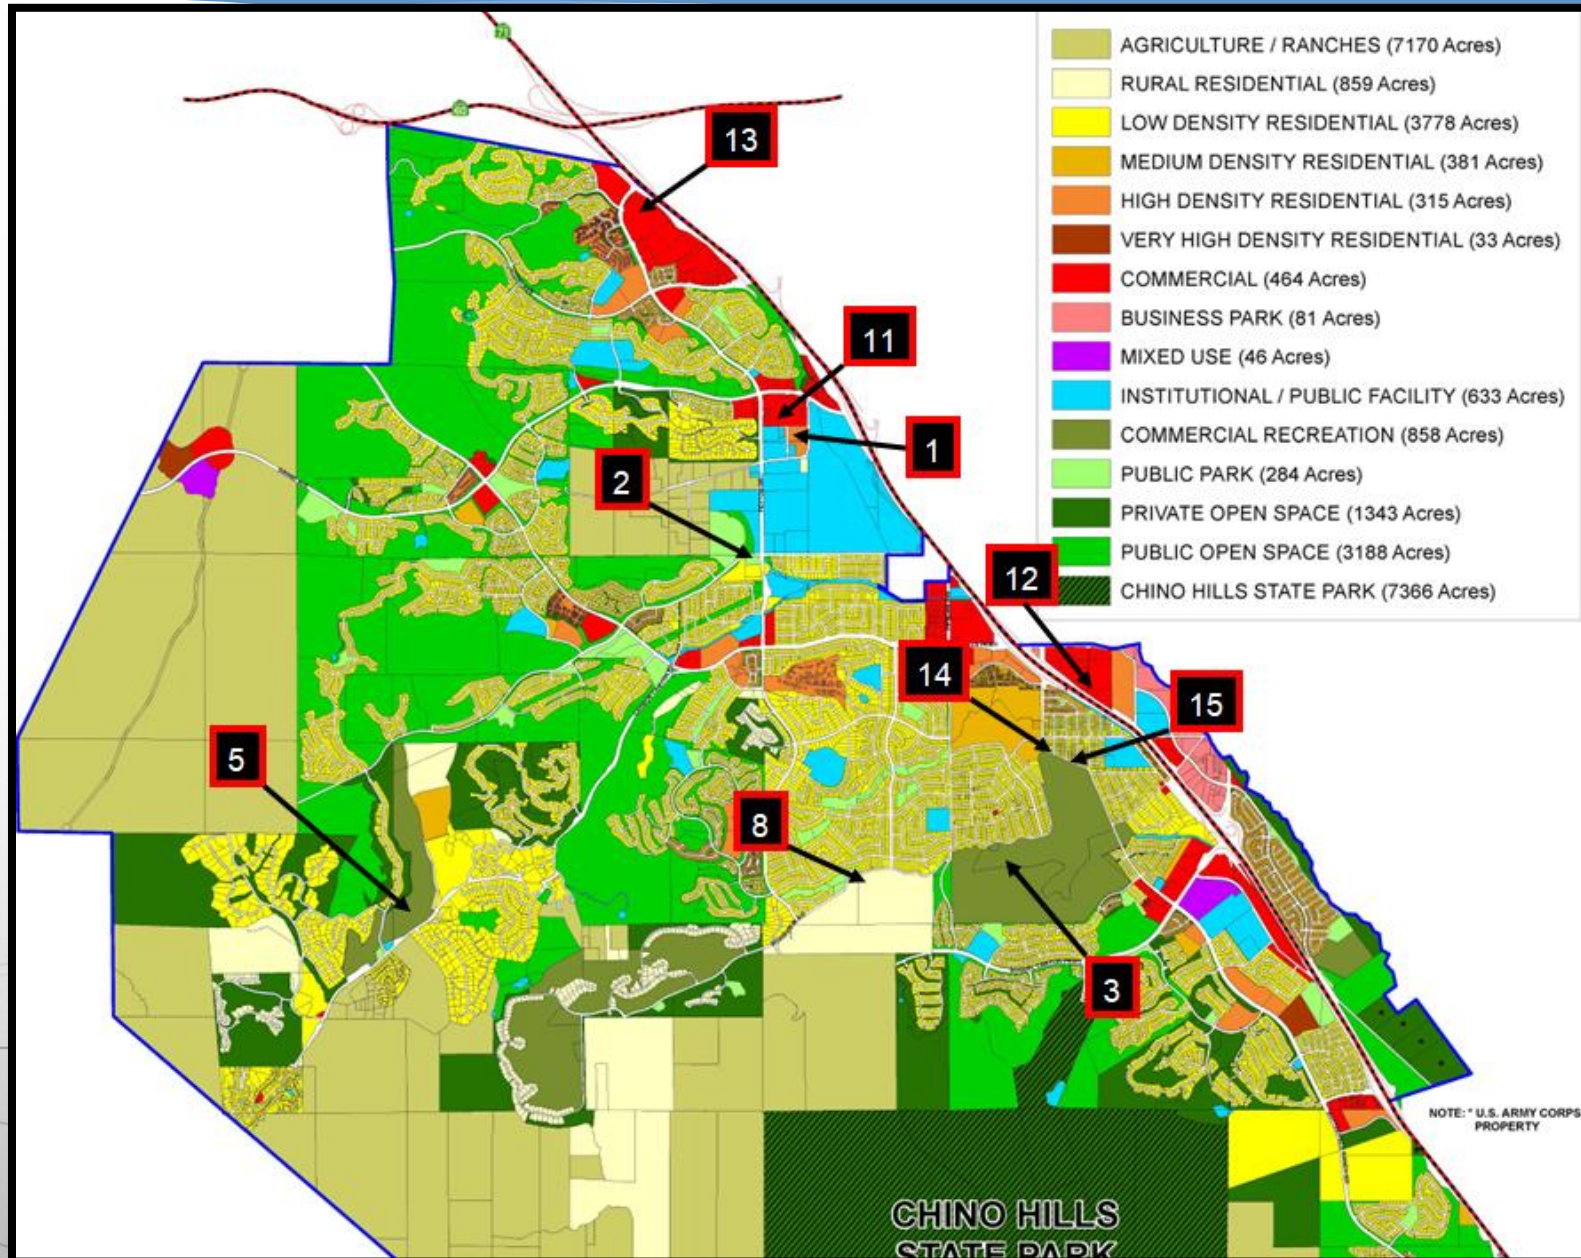 71
AGRICULTURE / RANCHES (7170 Acres)
RURAL RESIDENTIAL (859 Acres)
LOW DENSITY RESIDENTIAL (3778 Acres)
MEDIUM DENSITY RESIDENTIAL (381 Acres)
HIGH DENSITY RESIDENTIAL (315 Acres)
VERY HIGH DENSITY RESIDENTIAL (33 Acres)
COMMERCIAL (464 Acres)
BUSINESS PARK (81 Acres)
MIXED USE (46 Acres)
INSTITUTIONAL / PUBLIC FACILITY (633 Acres)
COMMERCIAL RECREATION (858 Acres)
PUBLIC PARK (284 Acres)
PRIVATE OPEN SPACE (1343 Acres)
PUBLIC OPEN SPACE (3188 Acres)
CHINO HILLS STATE PARK (7366 Acres)
13
11
1
2
12
14
15
5
8
3
NOTE: * U.S. ARMY CORPS
PROPERTY
CHINO HILLS
STATE PARK